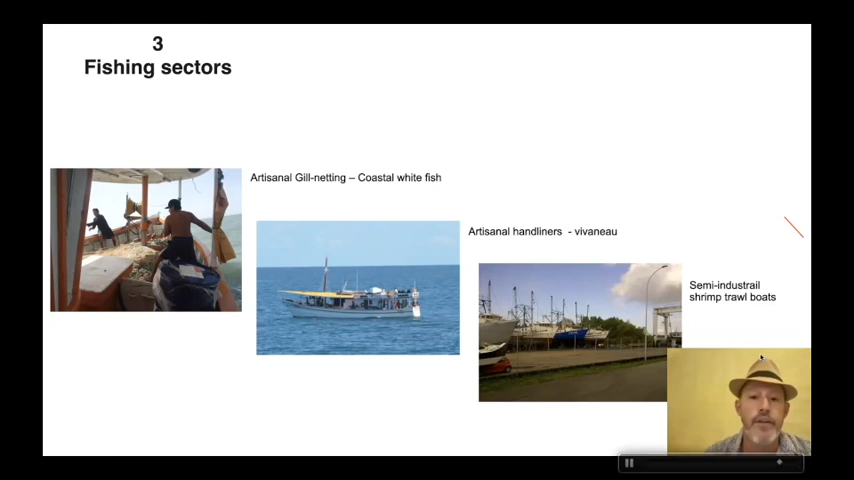 3
Fishing sectors
Artisanal Gill-netting – Coastal white fish
Artisanal handliners - vivaneau
Semi-industrail
shrimp trawl boats